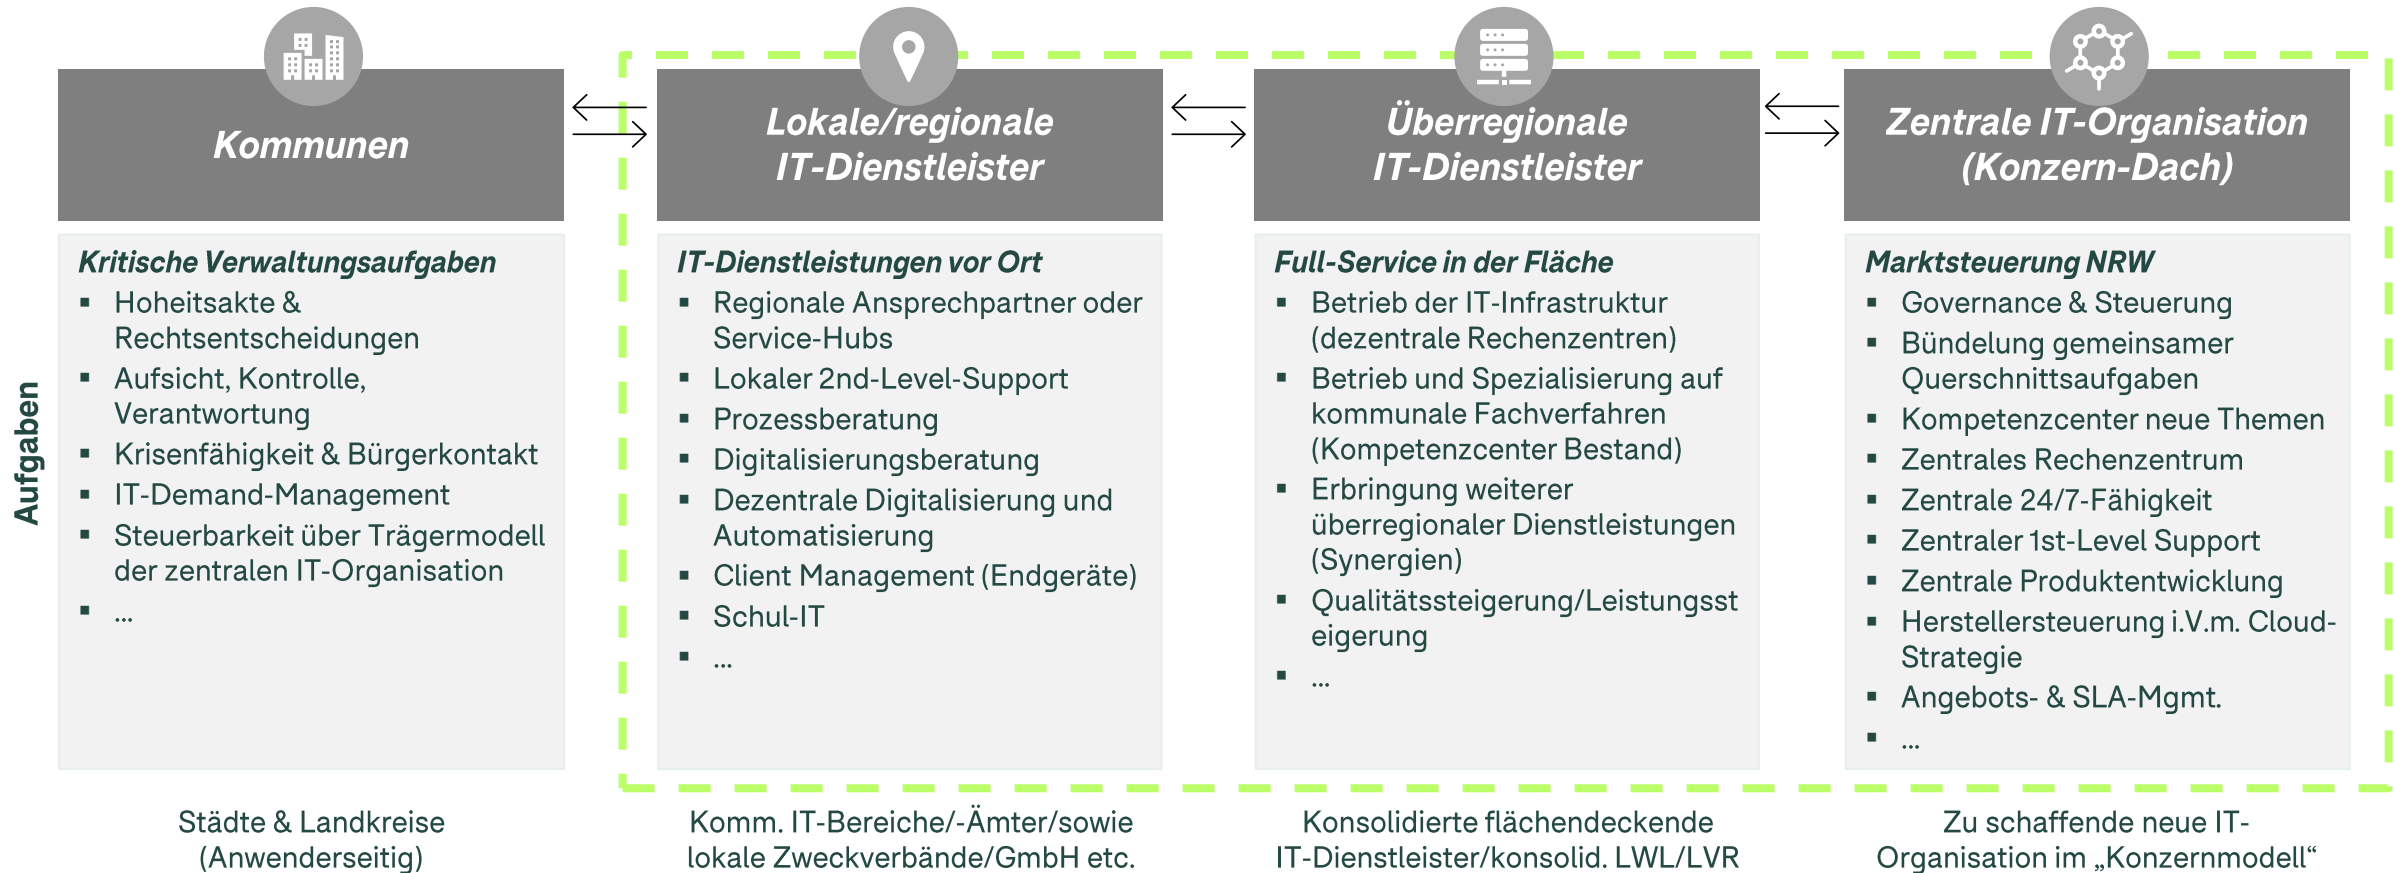 Kommunen
Lokale/regionale
IT-Dienstleister
Überregionale
IT-Dienstleister
Zentrale IT-Organisation
(Konzern-Dach)
Aufgaben
Kritische Verwaltungsaufgaben
▪ Hoheitsakte &
Rechtsentscheidungen
▪ Aufsicht, Kontrolle,
Verantwortung
▪ Krisenfähigkeit & Bürgerkontakt
▪ IT-Demand-Management
▪ Steuerbarkeit über Trägermodell
der zentralen IT-Organisation
▪ ...
IT-Dienstleistungen vor Ort
▪ Regionale Ansprechpartner oder
Service-Hubs
▪ Lokaler 2nd-Level-Support
▪ Prozessberatung
▪ Digitalisierungsberatung
▪ Dezentrale Digitalisierung und
Automatisierung
▪ Client Management (Endgeräte)
▪ Schul-IT
▪ ...
Full-Service in der Fläche
▪ Betrieb der IT-Infrastruktur
(dezentrale Rechenzentren)
▪ Betrieb und Spezialisierung auf
kommunale Fachverfahren
(Kompetenzcenter Bestand)
▪ Erbringung weiterer
überregionaler Dienstleistungen
(Synergien)
▪ Qualitätssteigerung/Leistungsst
eigerung
▪ ...
Marktsteuerung NRW
▪ Governance & Steuerung
▪ Bündelung gemeinsamer
Querschnittsaufgaben
▪ Kompetenzcenter neue Themen
▪ Zentrales Rechenzentrum
▪ Zentrale 24/7-Fähigkeit
▪ Zentraler 1st-Level Support
▪ Zentrale Produktentwicklung
▪ Herstellersteuerung i.V.m. Cloud-
Strategie
▪ Angebots- & SLA-Mgmt.
▪ ...
Städte & Landkreise
(Anwenderseitig)
Komm. IT-Bereiche/-Ämter/sowie
lokale Zweckverbände/GmbH etc.
Konsolidierte flächendeckende
IT-Dienstleister/konsolid. LWL/LVR
Zu schaffende neue IT-
Organisation im „Konzernmodell“